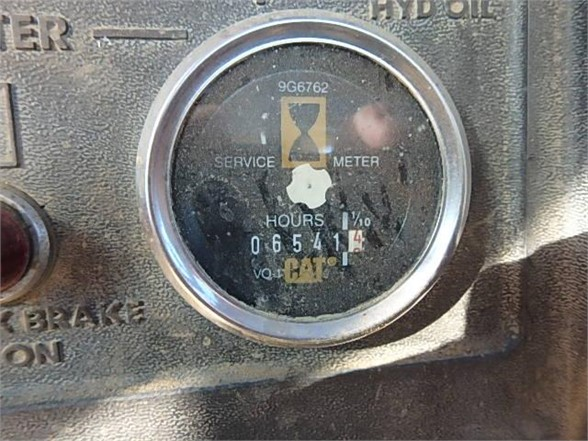 TER
HYD OIL
9G6762
SERVICE METER
HOURS 1/10
065414
CAT
BRAKE
ON